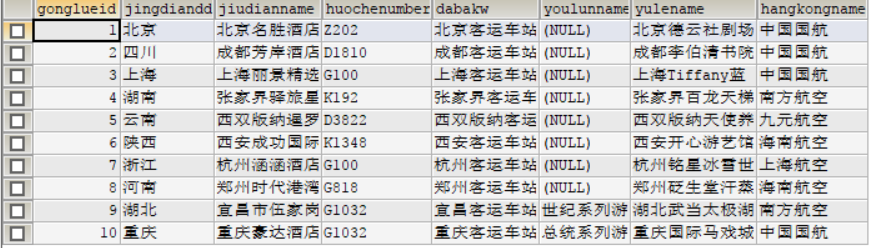 gonglueid jingdiandd jiudianname huochenumber dabakw youlunname yulename hangkongname
1 北京 北京名胜酒店 Z202 北京客运车站 (NULL) 北京德云社剧场 中国国航
2 四川 成都芳岸酒店 D1810 成都客运车站 (NULL) 成都李伯清书院 中国国航
3 上海 上海丽景精选 G100 上海客运车站 (NULL) 上海Tiffany蓝 中国国航
4 湖南 张家界驿旅星 K192 张家界客运车 (NULL) 张家界百龙天梯 南方航空
5 云南 西双版纳暹罗 D3822 西双版纳客运 (NULL) 西双版纳天使养 九元航空
6 陕西 西安成功国际 K1348 西安客运车站 (NULL) 西安开心游艺馆 海南航空
7 浙江 杭州涵涵酒店 G100 杭州客运车站 (NULL) 杭州铭星冰雪世 上海航空
8 河南 郑州时代港湾 G818 郑州客运车站 (NULL) 郑州砭生堂汗蒸 海南航空
9 湖北 宜昌市伍家岗 G1032 宜昌客运车站 世纪系列游 湖北武当太极湖 南方航空
10 重庆 重庆豪达酒店 G1032 重庆客运车站 总统系列游 重庆国际马戏城 中国国航